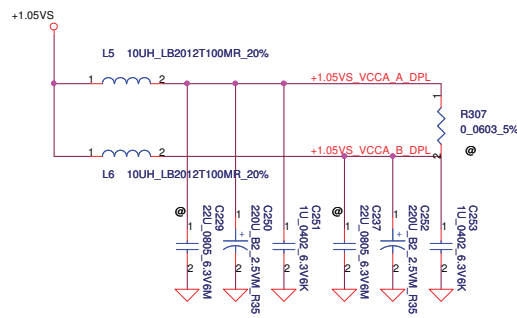 +1.05VS
L5 10UH_LB2012T100MR_20%
1 2
+1.05VS_VCCA_A_DPL
1
R307
0_0603_5%
@
2
1 2
+1.05VS_VCCA_B_DPL
L6 10UH_LB2012T100MR_20%
@
1
2
C229
22U_0805_6.3V6M
1
+
2
C250
220U_B2_2.5VM_R35
1
2
C251
1U_0402_6.3V6K
@
1
2
C237
22U_0805_6.3V6M
1
+
2
C252
220U_B2_2.5VM_R35
1
2
C253
1U_0402_6.3V6K